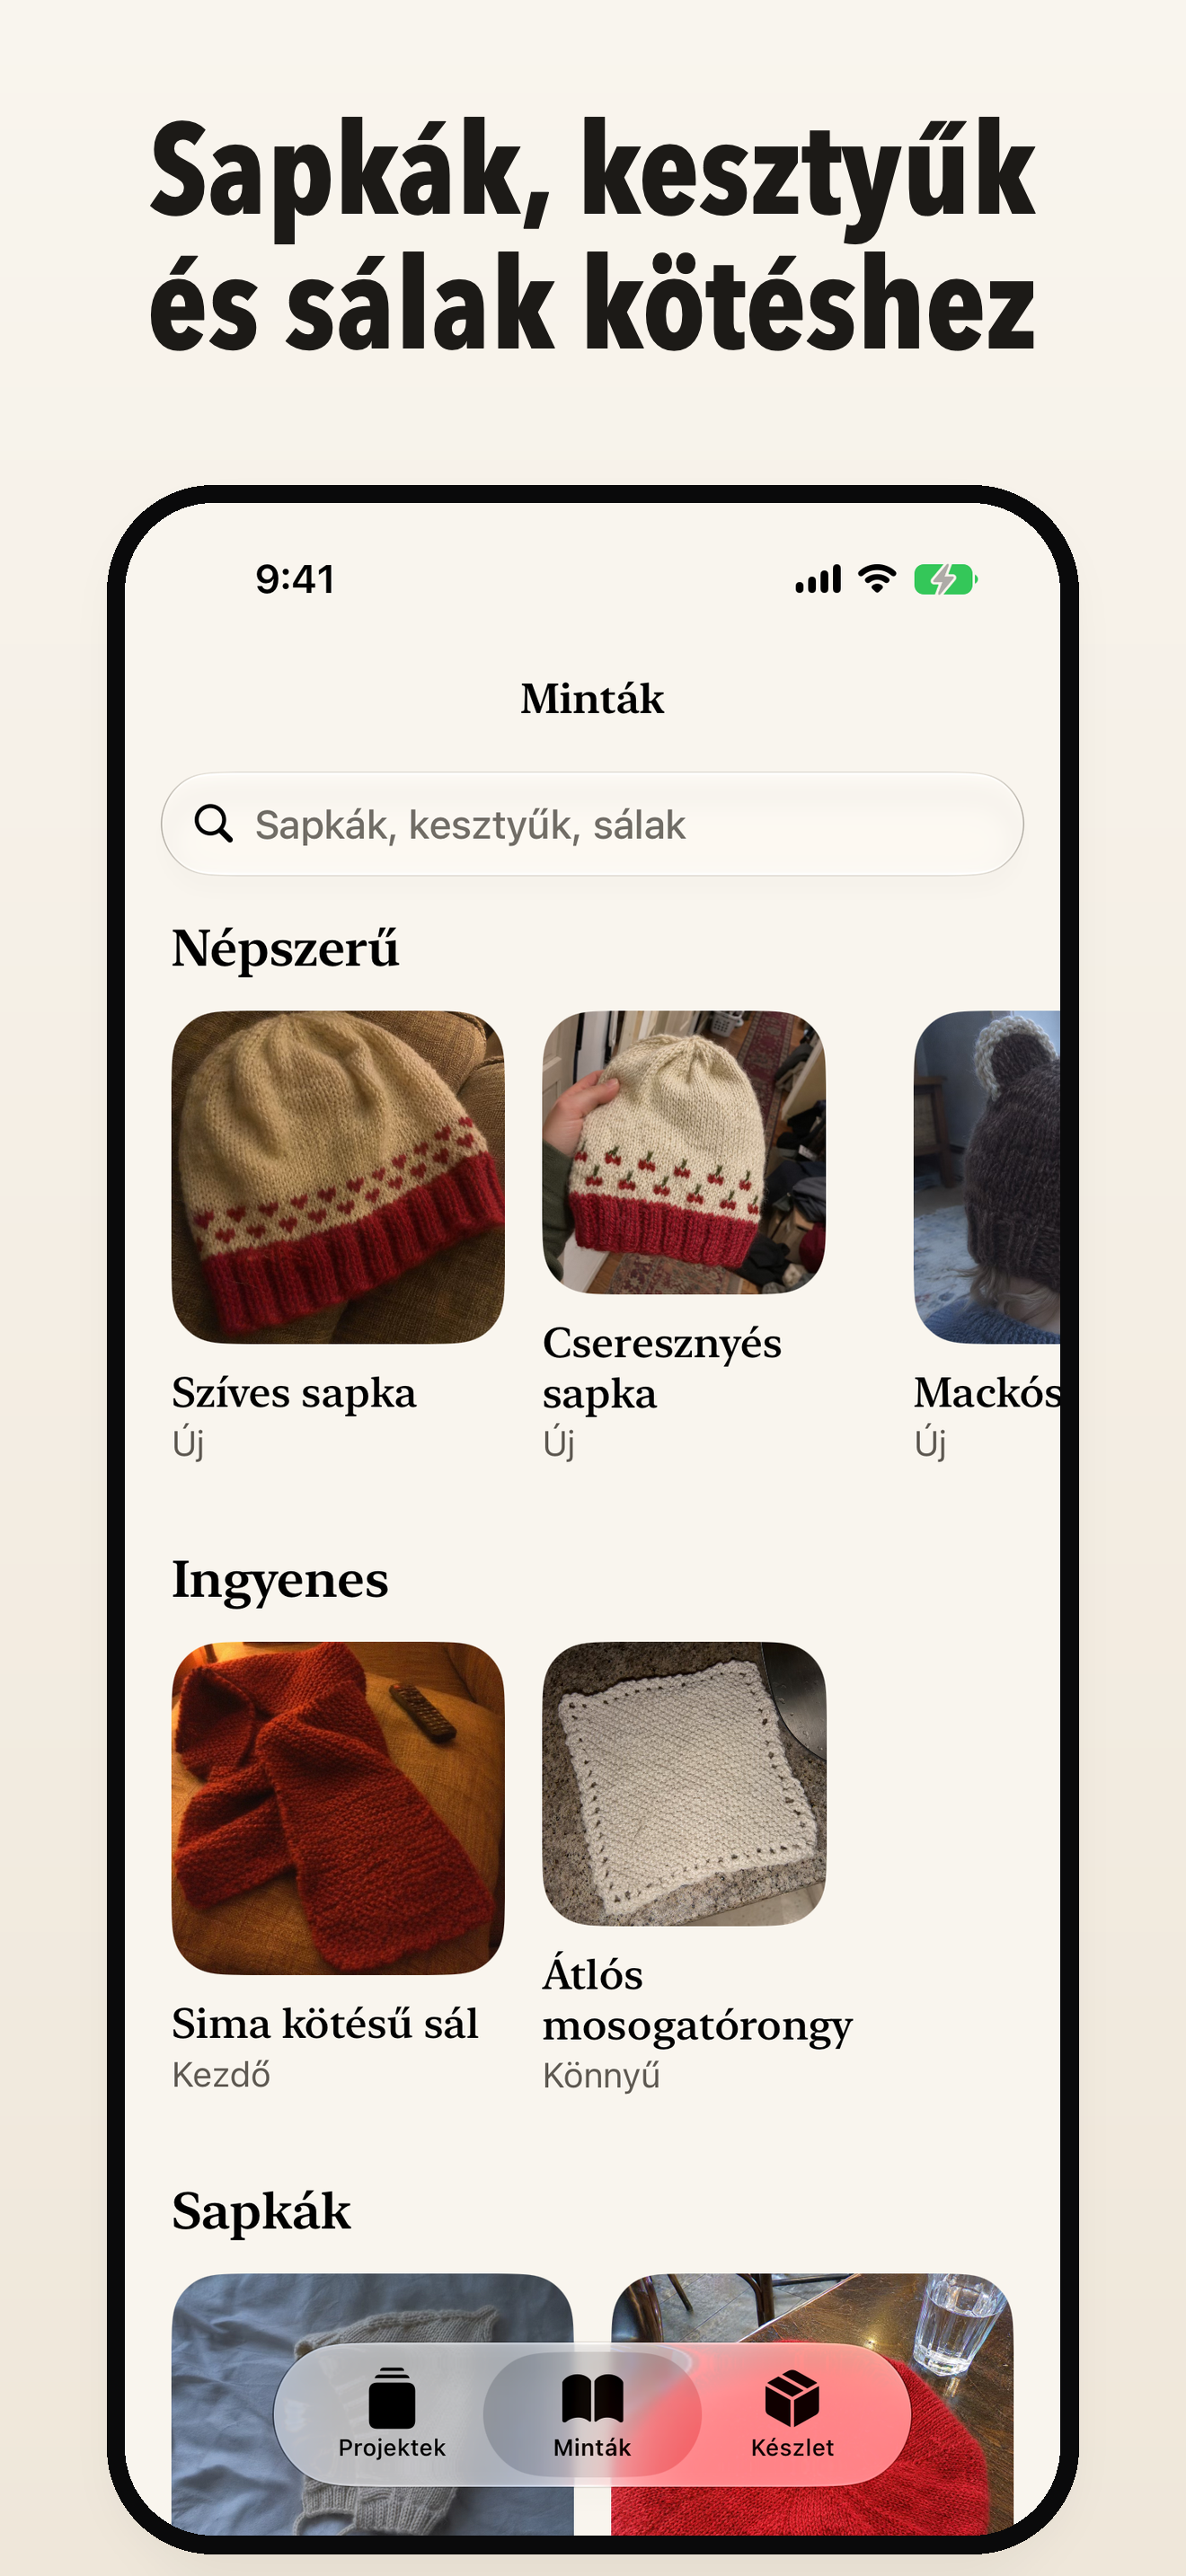 Sapkák, kesztyűk
és sálak kötéshez
9:41
Minták
Sapkák, kesztyűk, sálak
Népszerű
Szíves sapka
Új
Cseresznyés
sapka
Új
Mackós
Új
Ingyenes
Sima kötésű sál
Kezdő
Átlós
mosogatórongy
Könnyű
Sapkák
Projektek
Minták
Készlet